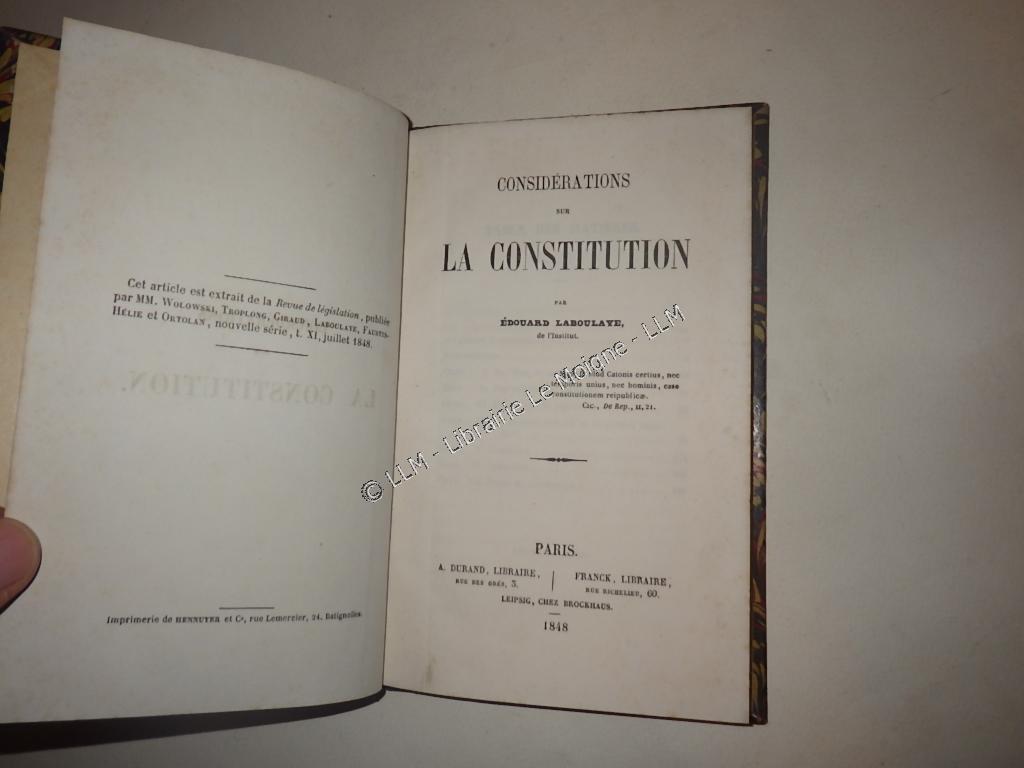 Cet article est extrait de la Revue de législation, publiée
par MM. Wolowski, Troplong, Giraud, Laboulaye, Faustin-
Hélie et Ortolan, nouvelle série, t. XI, juillet 1848.
LA CONSTITUTION.
Imprimerie de HENNUYER et Ce, rue Lemercier, 24. Batignolles.
CONSIDÉRATIONS
SUR
LA CONSTITUTION
PAR
ÉDOUARD LABOULAYE,
de l'Institut.
Catonis certius, nec
unius, nec hominis, esse
constitutionem reipublicæ.
Cic., De Rep., II, 21.
PARIS.
A. DURAND, LIBRAIRE,
RUE DES GRÉS, 3.
FRANCK, LIBRAIRE,
RUE RICHELIEU, 60.
LEIPSIG, CHEZ BROCKHAUS.
1848
© LLM - Librairie Le Moigne - LLM